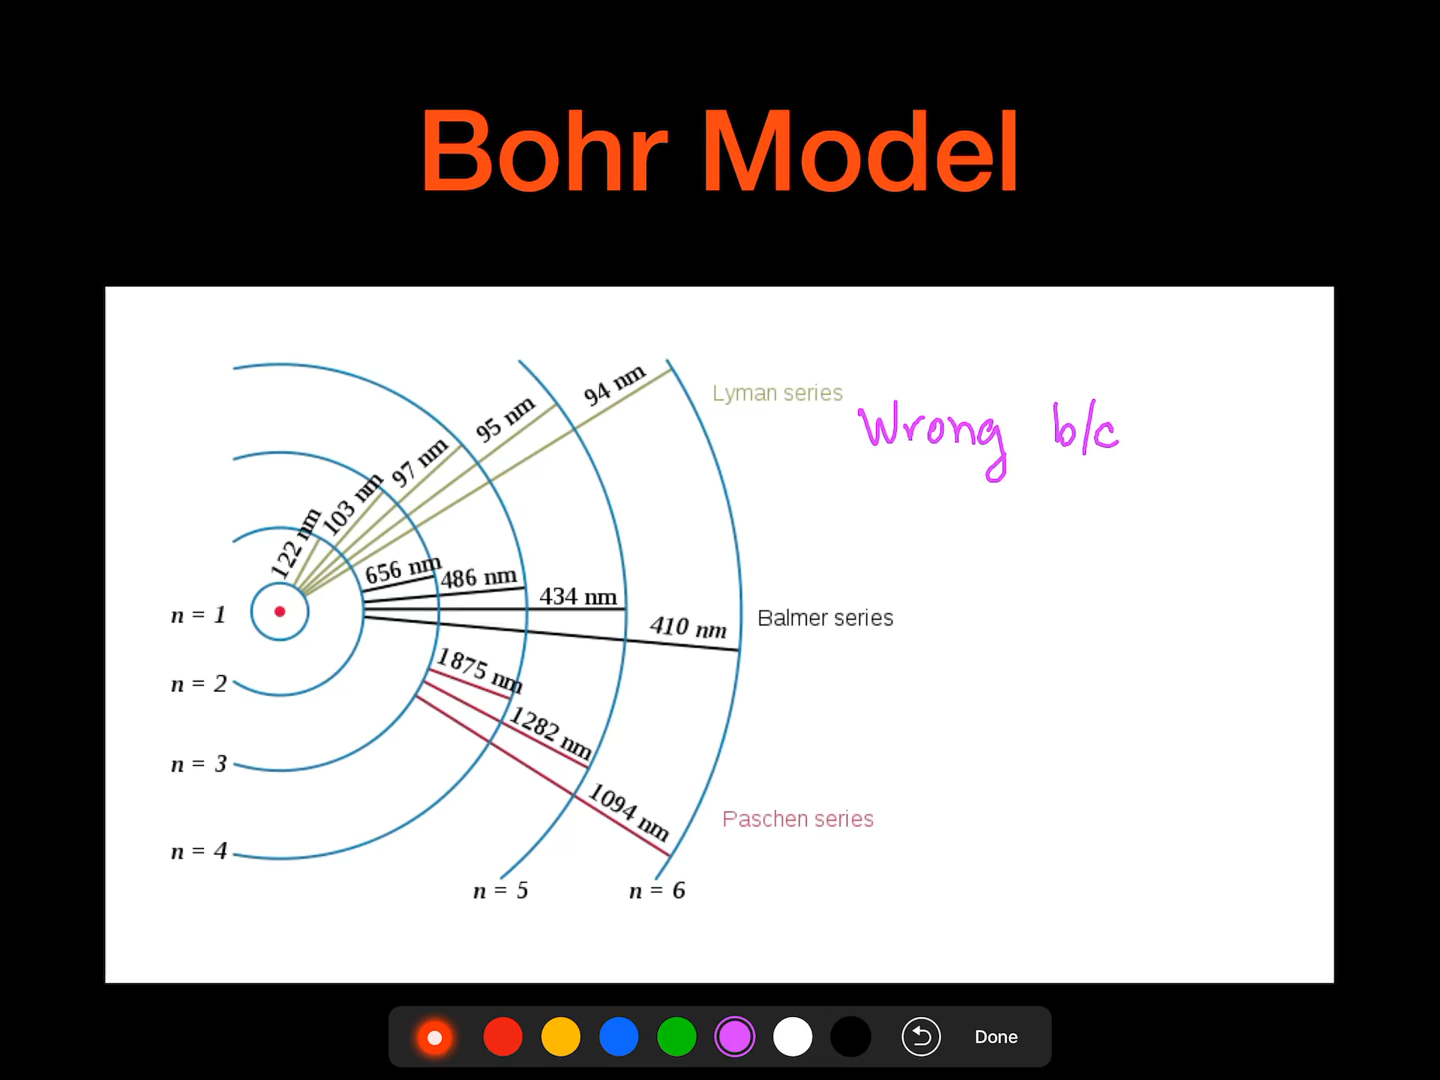 Bohr Model
94 nm
Lyman series
95 nm
Wrong b/c
97 nm
103 nm
122 nm
656 nm
486 nm
434 nm
n = 1
410 nm
Balmer series
1875 nm
n = 2
1282 nm
n = 3
1094 nm
Paschen series
n = 4
n = 5
n = 6
Done